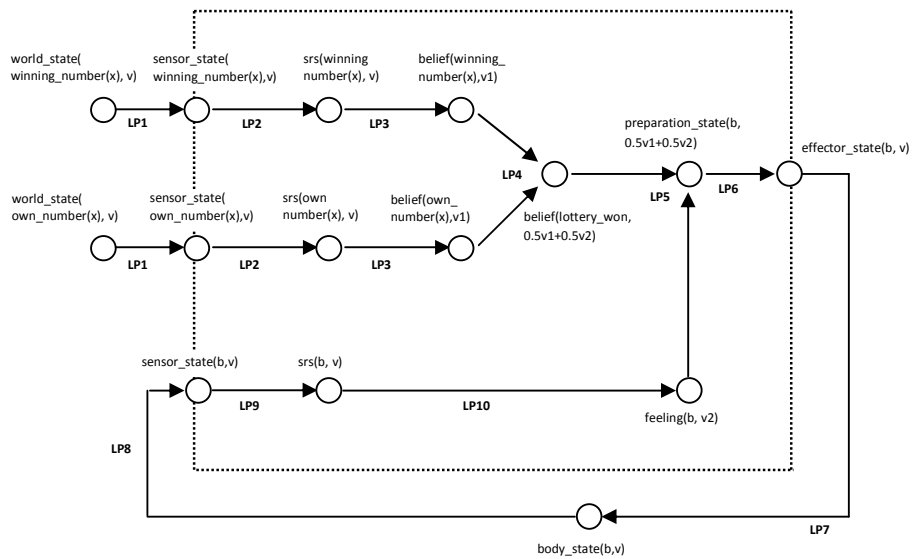 world_state(
winning_number(x), v)
sensor_state(
winning_number(x),v)
srs(winning
number(x), v)
belief(winning_
number(x),v1)
LP1
LP2
LP3
preparation_state(b,
0.5v1+0.5v2)
effector_state(b, v)
LP4
LP5
LP6
world_state(
own_number(x), v)
sensor_state(
own_number(x),v)
srs(own
number(x), v)
belief(own_
number(x),v1)
belief(lottery_won,
0.5v1+0.5v2)
LP1
LP2
LP3
sensor_state(b,v)
srs(b, v)
LP9
LP10
feeling(b, v2)
LP8
LP7
body_state(b,v)